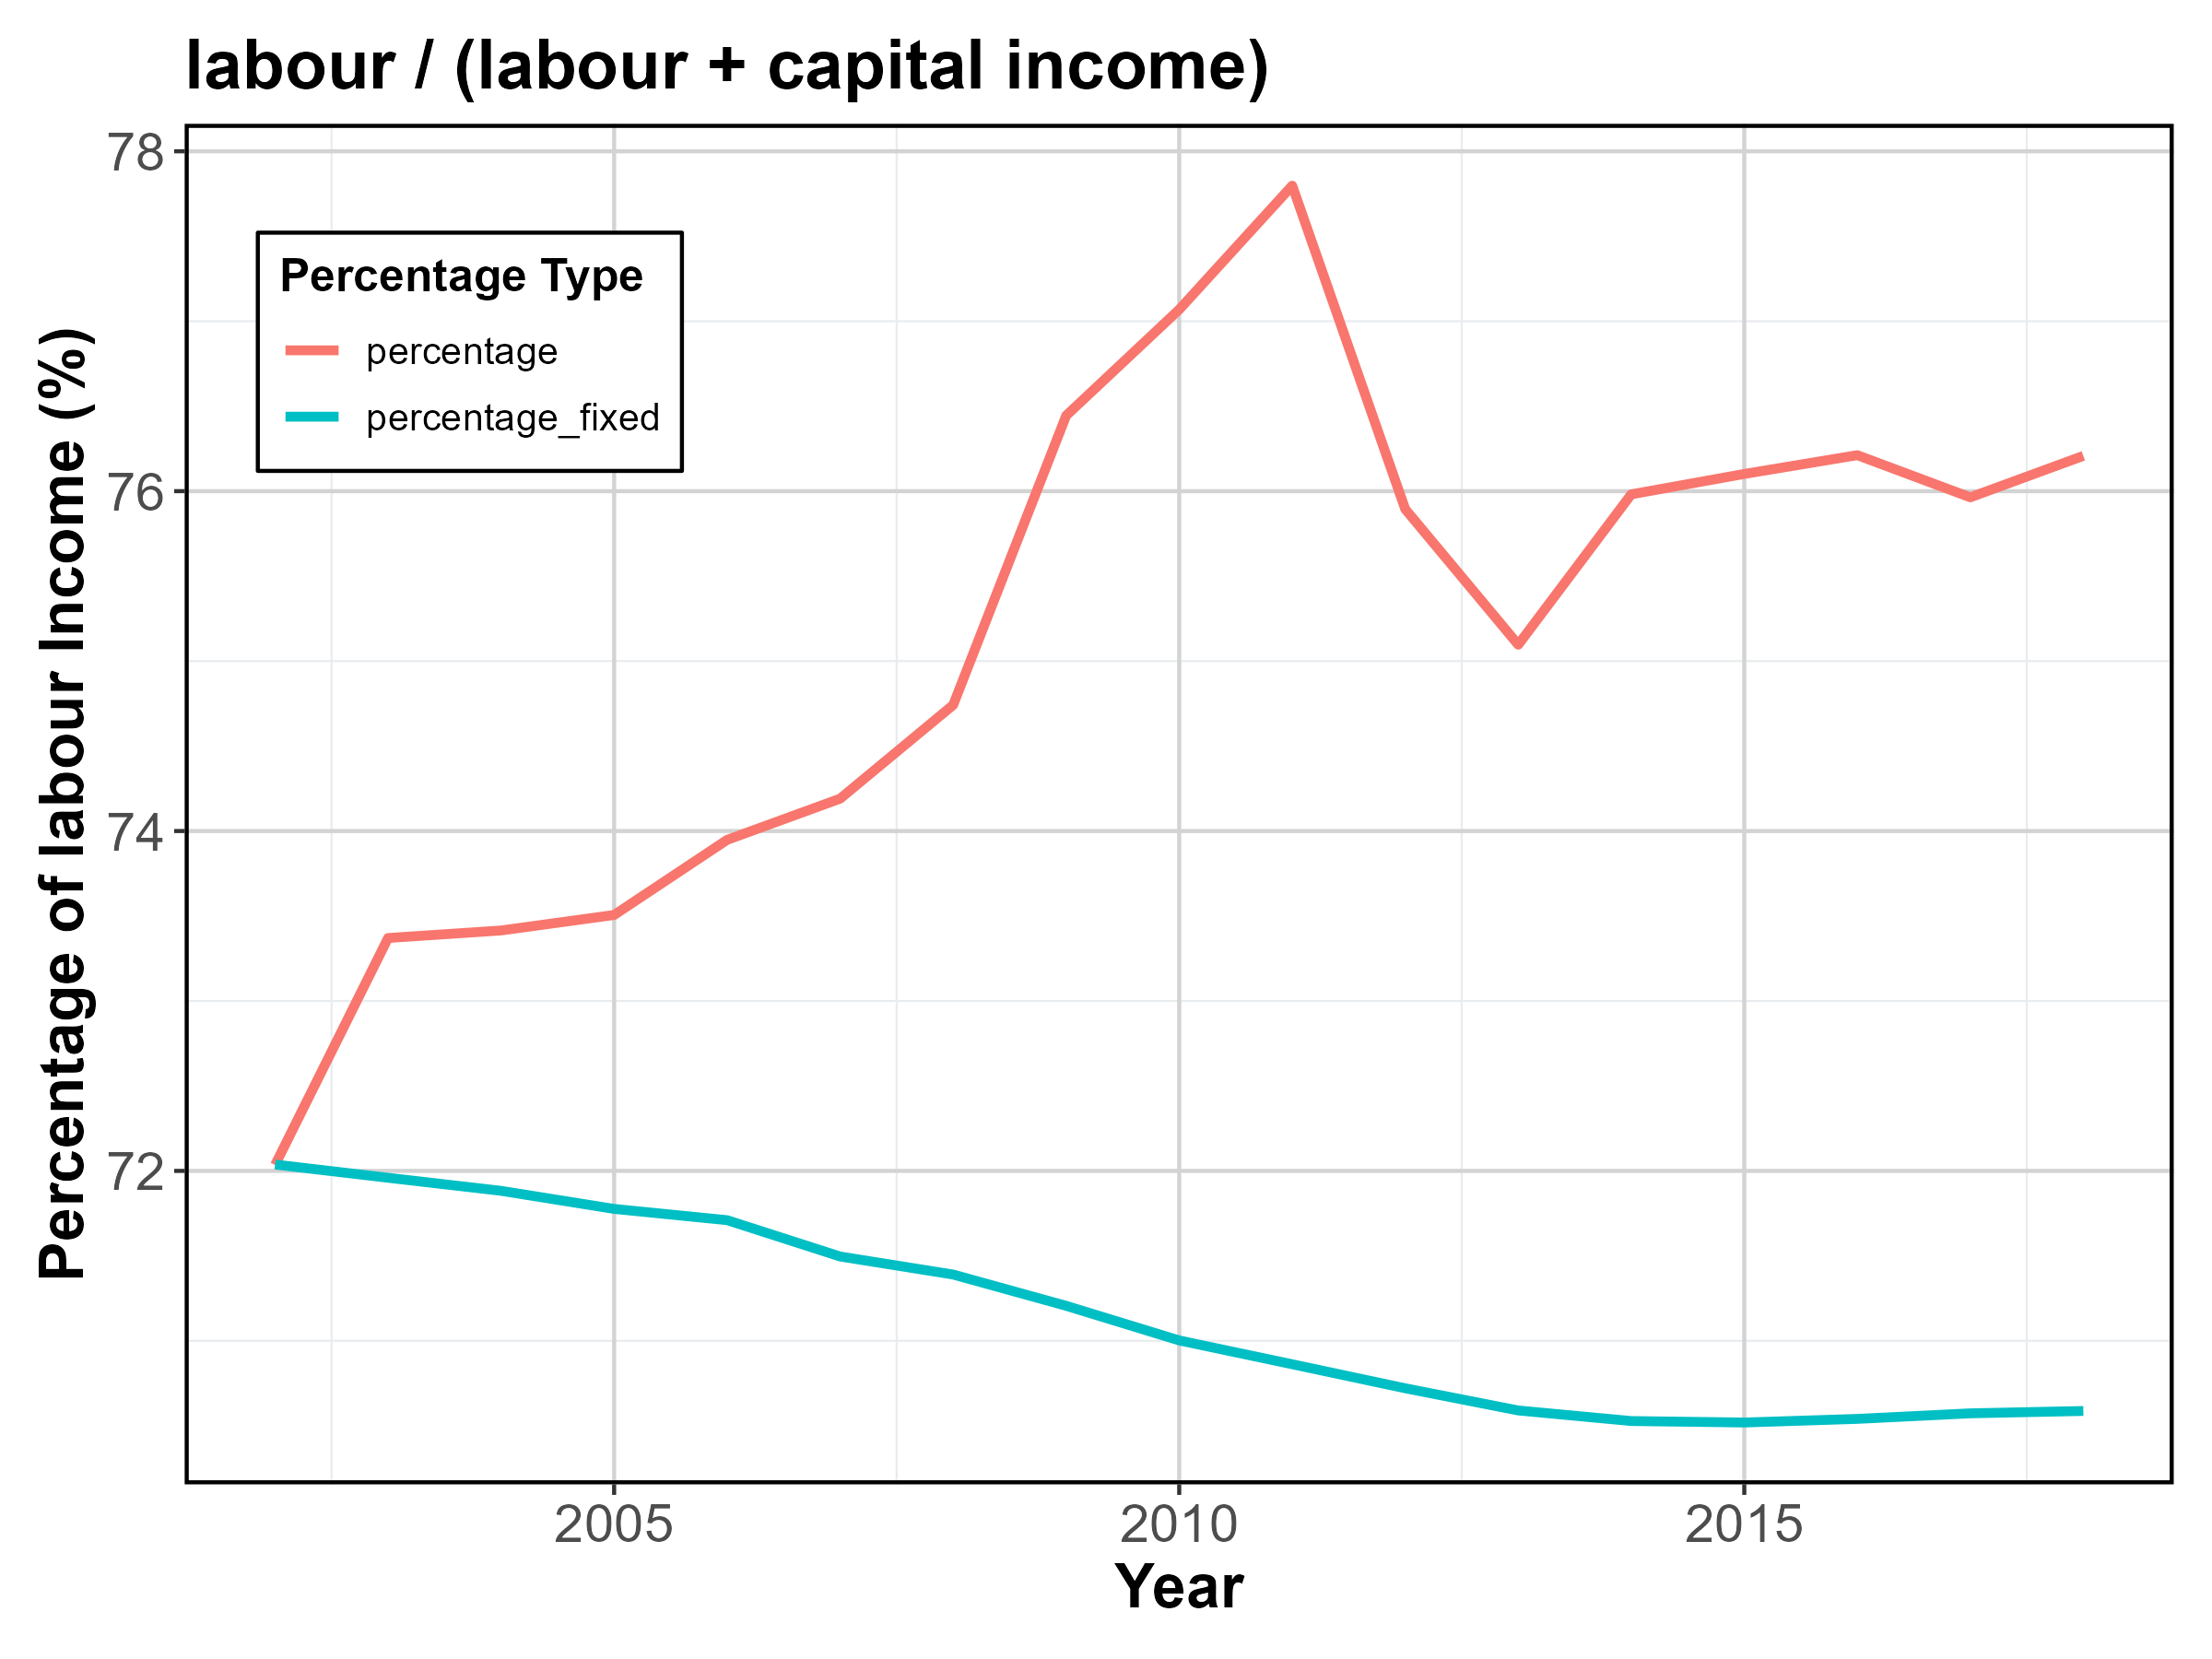 labour / (labour + capital income)
Percentage of labour Income (%)
78
76
74
72
Percentage Type
percentage
percentage_fixed
2005
2010
2015
Year